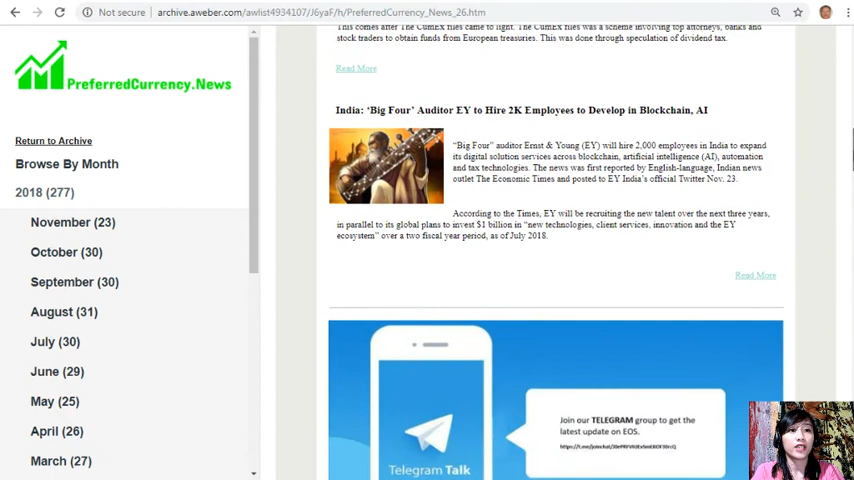 Not secure
archive.aweber.com/awlist4934107/J6yaF/h/PreferredCurrency_News_26.htm
PreferredCurrency.News
Return to Archive
Browse By Month
2018 (277)
November (23)
October (30)
September (30)
August (31)
July (30)
June (29)
May (25)
April (26)
March (27)
This comes after The CumEx files came to light. The CumEx files was a scheme involving top attorneys, banks and
stock traders to obtain funds from European treasuries. This was done through speculation of dividend tax.
Read More
India: ‘Big Four’ Auditor EY to Hire 2K Employees to Develop in Blockchain, AI
“Big Four” auditor Ernst & Young (EY) will hire 2,000 employees in India to expand
its digital solution services across blockchain, artificial intelligence (AI), automation
and tax technologies. The news was first reported by English-language, Indian news
outlet The Economic Times and posted to EY India’s official Twitter Nov. 23.
According to the Times, EY will be recruiting the new talent over the next three years,
in parallel to its global plans to invest $1 billion in “new technologies, client services, innovation and the EY
ecosystem” over a two fiscal year period, as of July 2018.
Read More
Telegram Talk
Join our TELEGRAM group to get the
latest update on EOS.